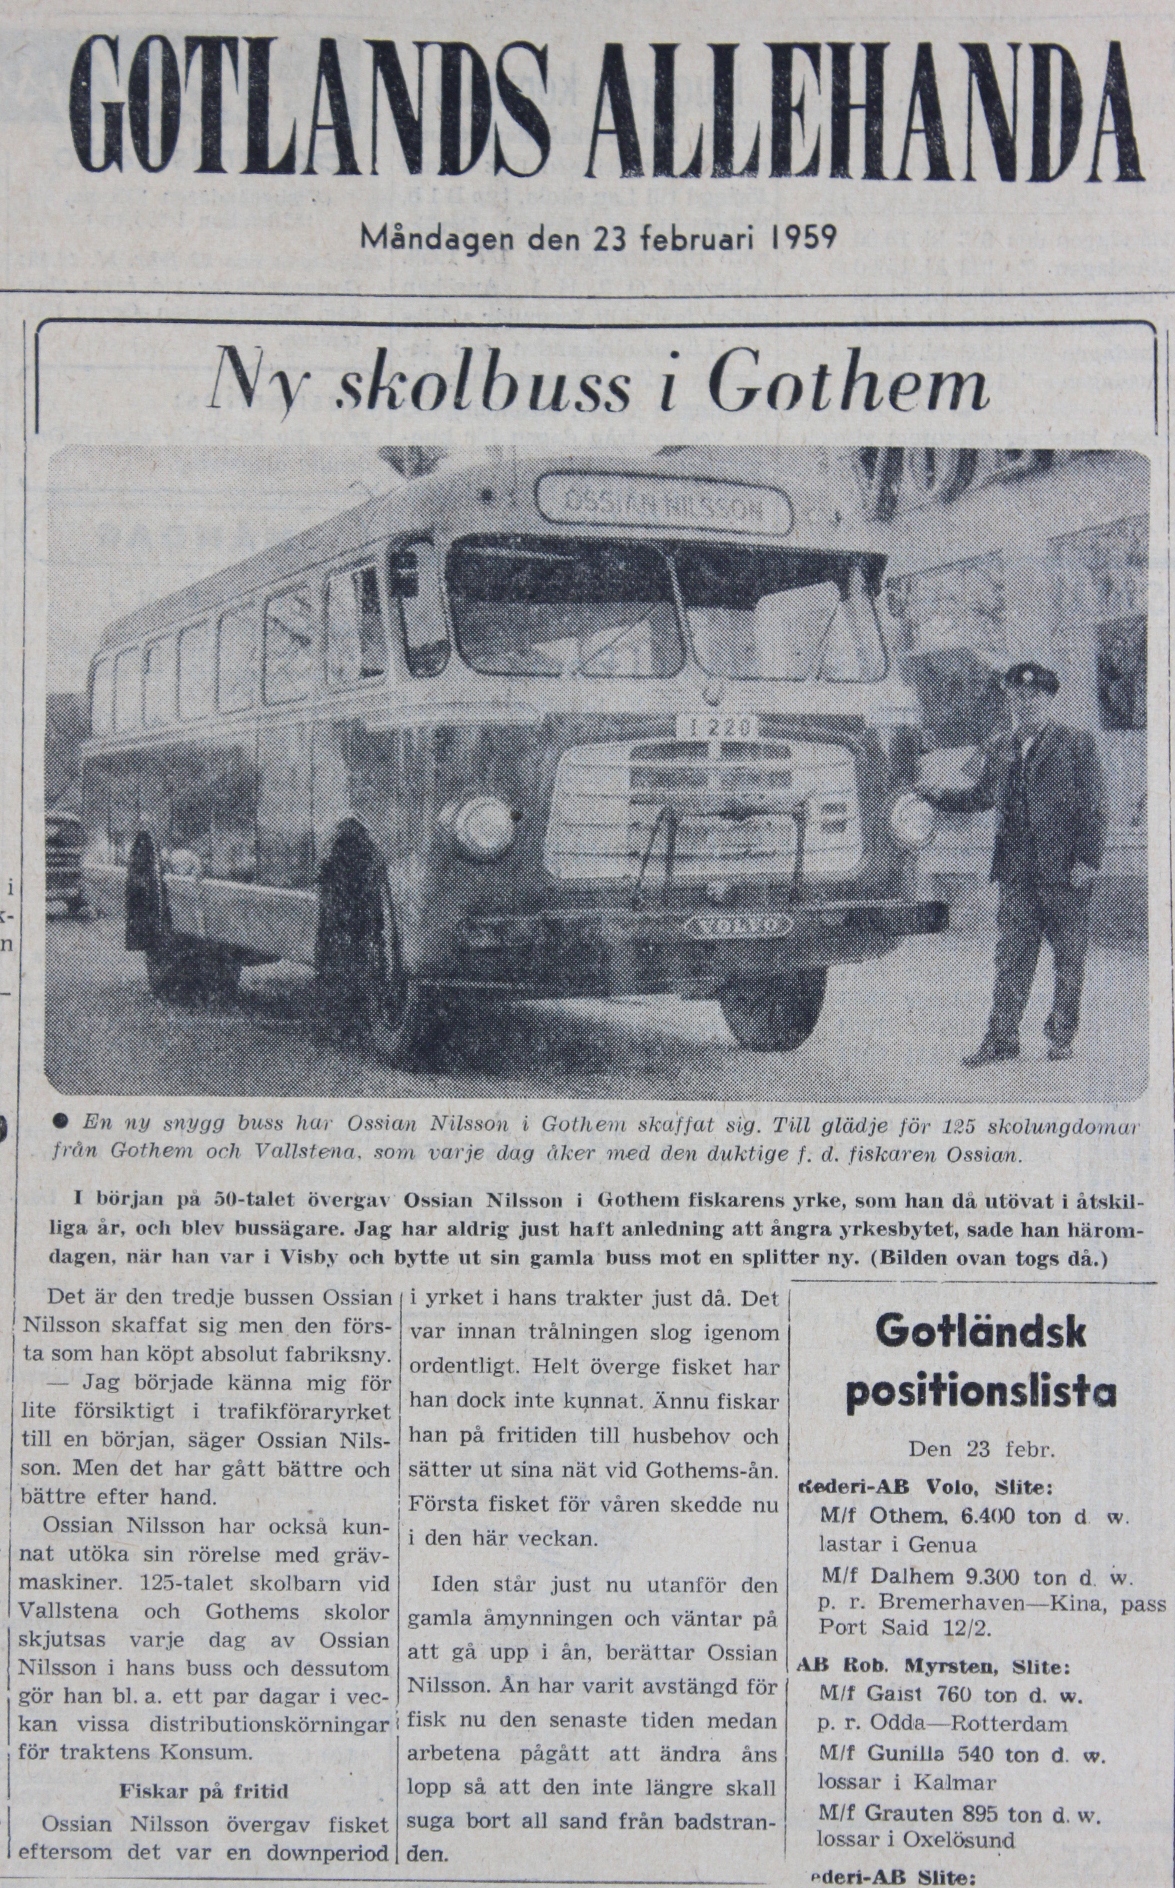 GOTLANDS ALLEHANDA
Måndagen den 23 februari 1959
Ny skolbuss i Gothem
OSSIAN NILSSON
I 220
VOLVO
● En ny snygg buss har Ossian Nilsson i Gothem skaffat sig. Till glädje för 125 skolungdomar
från Gothem och Vallstena, som varje dag åker med den duktige f. d. fiskaren Ossian.
I början på 50-talet övergav Ossian Nilsson i Gothem fiskarens yrke, som han då utövat i åtskil-
liga år, och blev bussägare. Jag har aldrig just haft anledning att ångra yrkesbytet, sade han härom-
dagen, när han var i Visby och bytte ut sin gamla buss mot en splitter ny. (Bilden ovan togs då.)
Det är den tredje bussen Ossian
Nilsson skaffat sig men den förs-
ta som han köpt absolut fabriksny.
— Jag började känna mig för
lite försiktigt i trafikföraryrket
till en början, säger Ossian Nils-
son. Men det har gått bättre och
bättre efter hand.
Ossian Nilsson har också kun-
nat utöka sin rörelse med gräv-
maskiner. 125-talet skolbarn vid
Vallstena och Gothems skolor
skjutsas varje dag av Ossian
Nilsson i hans buss och dessutom
gör han bl. a. ett par dagar i vec-
kan vissa distributionskörningar
för traktens Konsum.
Fiskar på fritid
Ossian Nilsson övergav fisket
eftersom det var en downperiod
i yrket i hans trakter just då. Det
var innan trålningen slog igenom
ordentligt. Helt överge fisket har
han dock inte kunnat. Ännu fiskar
han på fritiden till husbehov och
sätter ut sina nät vid Gothems-ån.
Första fisket för våren skedde nu
i den här veckan.
Iden står just nu utanför den
gamla åmynningen och väntar på
att gå upp i ån, berättar Ossian
Nilsson. Ån har varit avstängd för
fisk nu den senaste tiden medan
arbetena pågått att ändra åns
lopp så att den inte längre skall
suga bort all sand från badstran-
den.
Gotländsk
positionslista
Den 23 febr.
Rederi-AB Volo, Slite:
M/f Othem, 6.400 ton d. w.
lastar i Genua
M/f Dalhem 9.300 ton d. w.
p. r. Bremerhaven—Kina, pass
Port Said 12/2.
AB Rob. Myrsten, Slite:
M/f Gaist 760 ton d. w.
p. r. Odda—Rotterdam
M/f Gunilla 540 ton d. w.
lossar i Kalmar
M/f Grauten 895 ton d. w.
lossar i Oxelösund
ederi-AB Slite: